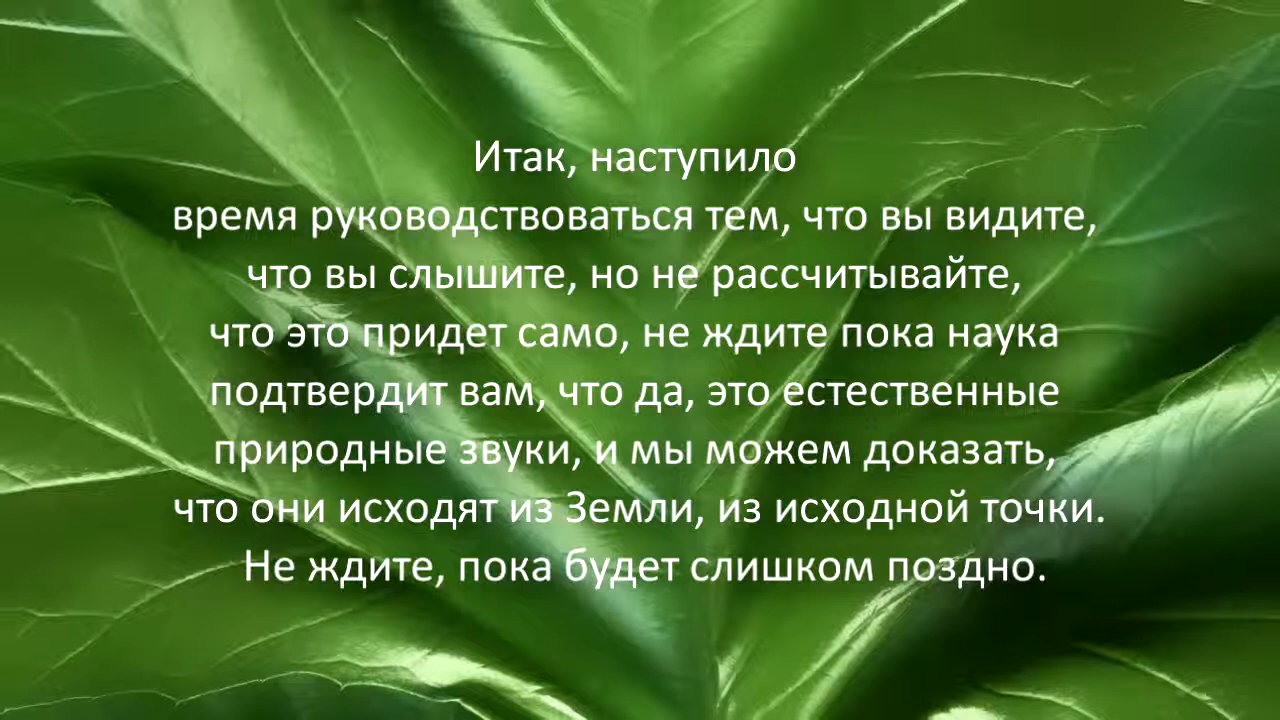 Итак, наступило
время руководствоваться тем, что вы видите,
что вы слышите, но не рассчитывайте,
что это придет само, не ждите пока наука
подтвердит вам, что да, это естественные
природные звуки, и мы можем доказать,
что они исходят из Земли, из исходной точки.
Не ждите, пока будет слишком поздно.